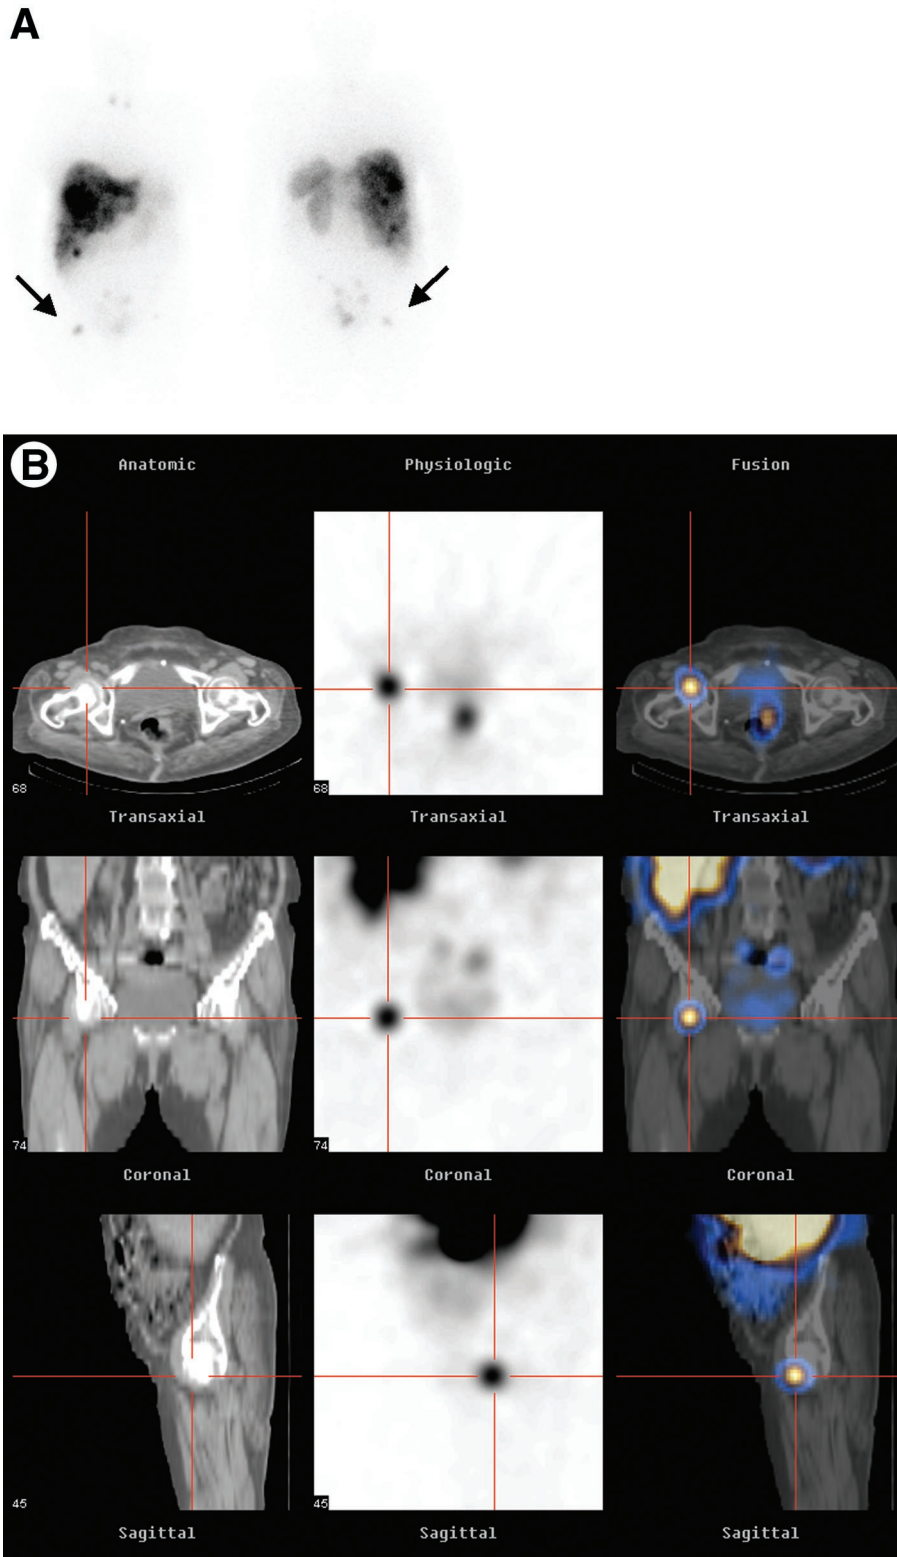 A
B
Anatomic Physiologic Fusion
68 68
Transaxial Transaxial Transaxial
74 74
Coronal Coronal Coronal
45 45
Sagittal Sagittal Sagittal